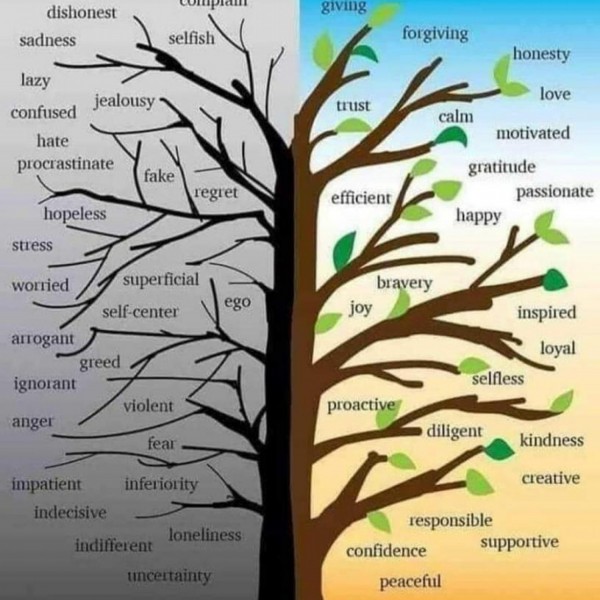 complain
dishonest
sadness
selfish
lazy
jealousy
confused
hate
procrastinate
fake
regret
hopeless
stress
worried
superficial
ego
self-center
arrogant
greed
ignorant
violent
anger
fear
impatient
inferiority
indecisive
loneliness
indifferent
uncertainty
giving
forgiving
honesty
love
trust
calm
motivated
gratitude
efficient
passionate
happy
bravery
joy
inspired
loyal
selfless
proactive
diligent
kindness
creative
responsible
supportive
confidence
peaceful